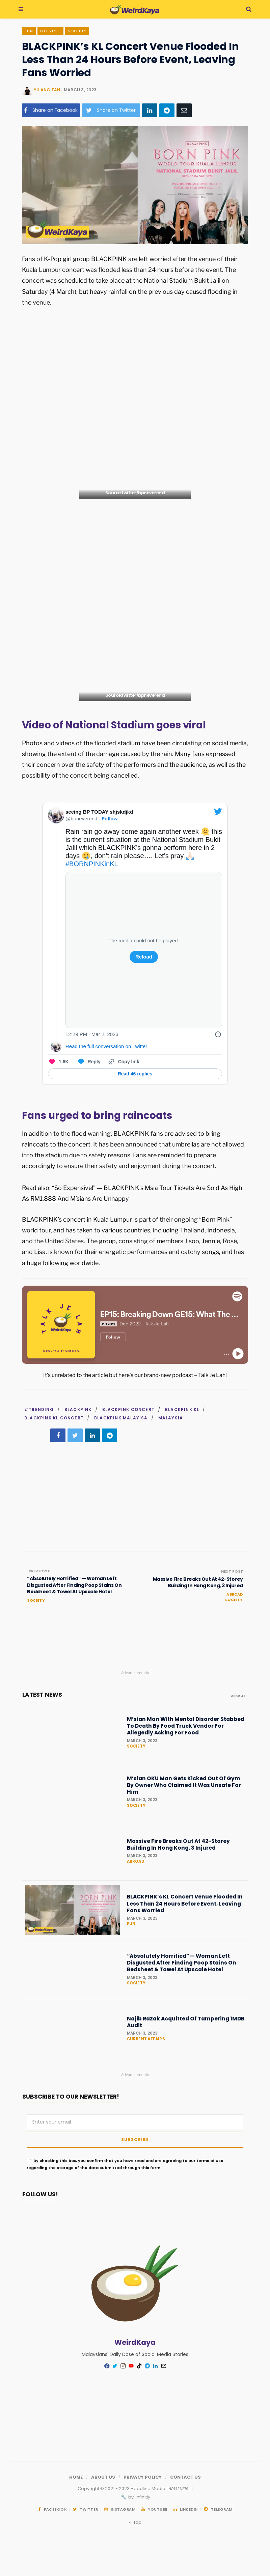 WeirdKaya
FUN LIFESTYLE SOCIETY
BLACKPINK’s KL Concert Venue Flooded In
Less Than 24 Hours Before Event, Leaving
Fans Worried
FU ANG TAN | MARCH 3, 2023
Share on Facebook Share on Twitter
BORN PINK
WORLD TOUR KUALA LUMPUR
NATIONAL STADIUM BUKIT JALIL
WeirdKaya
Fans of K-Pop girl group BLACKPINK are left worried after the venue of their
Kuala Lumpur concert was flooded less than 24 hours before the event. The
concert was scheduled to take place at the National Stadium Bukit Jalil on
Saturday (4 March), but heavy rainfall on the previous day caused flooding in
the venue.
Video of National Stadium goes viral
Photos and videos of the flooded stadium have been circulating on social media,
showing the extent of the damage caused by the rain. Many fans expressed
their concern over the safety of the performers and the audience, as well as the
possibility of the concert being cancelled.
seeing BP TODAY shjskdjkd
@bpneverend · Follow
Rain rain go away come again another week 🫠 this
is the current situation at the National Stadium Bukit
Jalil which BLACKPINK's gonna perform here in 2
days 🥲, don't rain please…. Let's pray 🙏🏻
#BORNPINKinKL
The media could not be played.
Reload
12:29 PM · Mar 2, 2023
Read the full conversation on Twitter
1.6K Reply Copy link
Read 46 replies
Fans urged to bring raincoats
In addition to the flood warning, BLACKPINK fans are advised to bring
raincoats to the concert. It has been announced that umbrellas are not allowed
into the stadium due to safety reasons. Fans are reminded to prepare
accordingly to ensure their safety and enjoyment during the concert.
Read also: “So Expensive!” — BLACKPINK’s Msia Tour Tickets Are Sold As High
As RM1,888 And M’sians Are Unhappy
BLACKPINK’s concert in Kuala Lumpur is part of their ongoing “Born Pink”
world tour, and has taken to various countries, including Thailand, Indonesia,
and the United States. The group, consisting of members Jisoo, Jennie, Rosé,
and Lisa, is known for their energetic performances and catchy songs, and has
a huge following worldwide.
EP15: Breaking Down GE15: What The ...
PREVIEW Dec 2022 · Talk Je Lah
Follow
It’s unrelated to the article but here’s our brand-new podcast – Talk Je Lah!
#TRENDING / BLACKPINK / BLACKPINK CONCERT / BLACKPINK KL /
BLACKPINK KL CONCERT / BLACKPINK MALAYISA / MALAYSIA
PREV POST
“Absolutely Horrified” — Woman Left
Disgusted After Finding Poop Stains On
Bedsheet & Towel At Upscale Hotel
SOCIETY
NEXT POST
Massive Fire Breaks Out At 42-Storey
Building In Hong Kong, 3 Injured
ABROAD
SOCIETY
- Advertisements -
LATEST NEWS
VIEW ALL
M’sian Man With Mental Disorder Stabbed
To Death By Food Truck Vendor For
Allegedly Asking For Food
MARCH 3, 2023
SOCIETY
M’sian OKU Man Gets Kicked Out Of Gym
By Owner Who Claimed It Was Unsafe For
Him
MARCH 3, 2023
SOCIETY
Massive Fire Breaks Out At 42-Storey
Building In Hong Kong, 3 Injured
MARCH 3, 2023
ABROAD
BLACKPINK’s KL Concert Venue Flooded In
Less Than 24 Hours Before Event, Leaving
Fans Worried
MARCH 3, 2023
FUN
“Absolutely Horrified” — Woman Left
Disgusted After Finding Poop Stains On
Bedsheet & Towel At Upscale Hotel
MARCH 3, 2023
SOCIETY
Najib Razak Acquitted Of Tampering 1MDB
Audit
MARCH 3, 2023
CURRENT AFFAIRS
- Advertisements -
SUBSCRIBE TO OUR NEWSLETTER!
Enter your email
SUBSCRIBE
By checking this box, you confirm that you have read and are agreeing to our terms of use
regarding the storage of the data submitted through this form.
FOLLOW US!
WeirdKaya
Malaysians' Daily Dose of Social Media Stories
HOME / ABOUT US / PRIVACY POLICY / CONTACT US
by Infinity.
FACEBOOK TWITTER INSTAGRAM YOUTUBE LINKEDIN TELEGRAM
Top